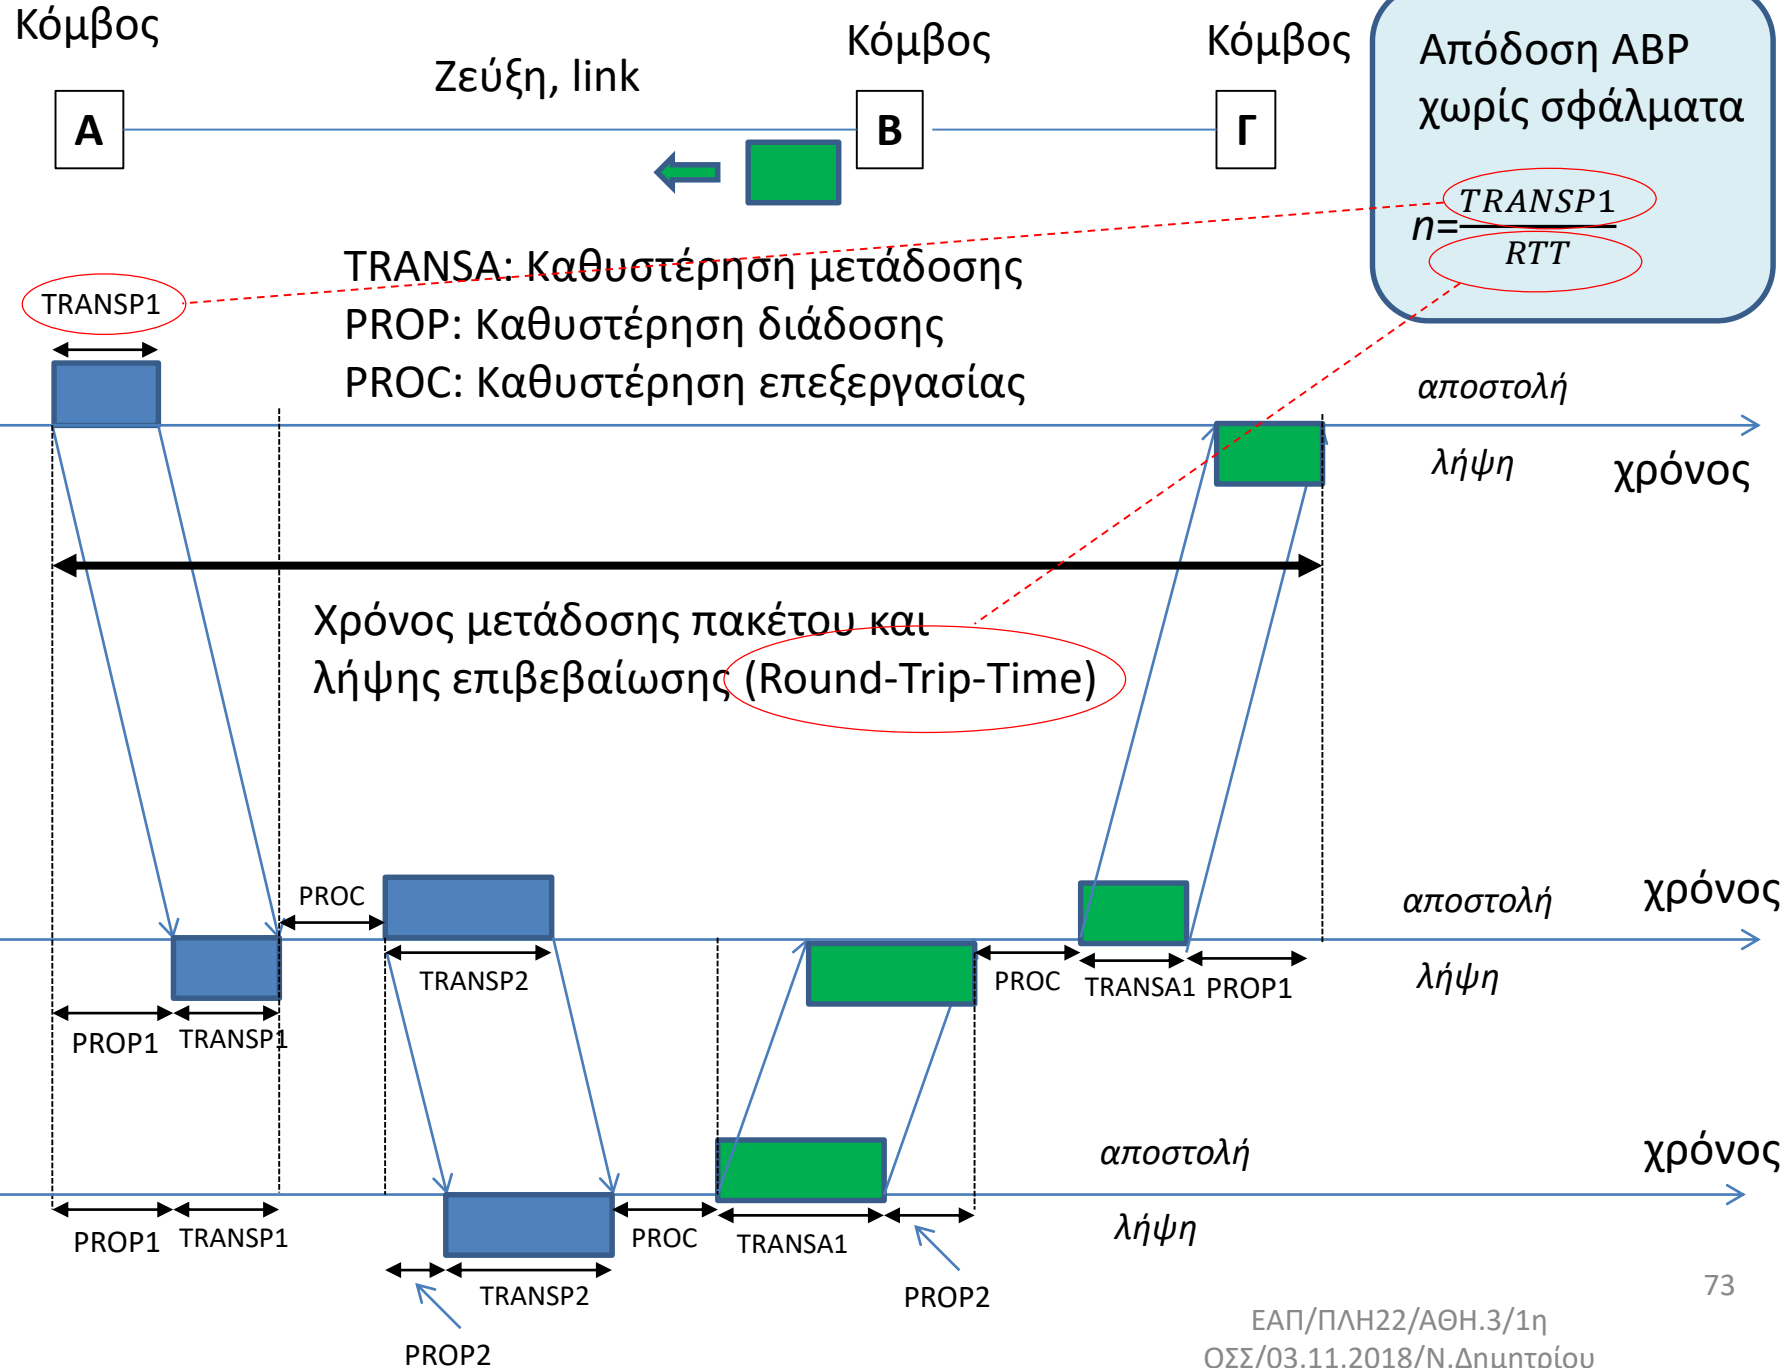 Κόμβος
Κόμβος
Κόμβος
Ζεύξη, link
Α
Β
Γ
Απόδοση ABP
χωρίς σφάλματα
n=TRANSP1
RTT
TRANSA: Καθυστέρηση μετάδοσης
PROP: Καθυστέρηση διάδοσης
PROC: Καθυστέρηση επεξεργασίας
TRANSP1
αποστολή
λήψη
χρόνος
Χρόνος μετάδοσης πακέτου και
λήψης επιβεβαίωσης (Round-Trip-Time)
PROC
TRANSP2
PROC
TRANSA1
PROP1
αποστολή
χρόνος
λήψη
PROP1
TRANSP1
αποστολή
χρόνος
λήψη
PROP1
TRANSP1
PROC
TRANSA1
TRANSP2
PROP2
PROP2
73
ΕΑΠ/ΠΛΗ22/ΑΘΗ.3/1η
ΟΣΣ/03.11.2018/Ν.Δημητρίου